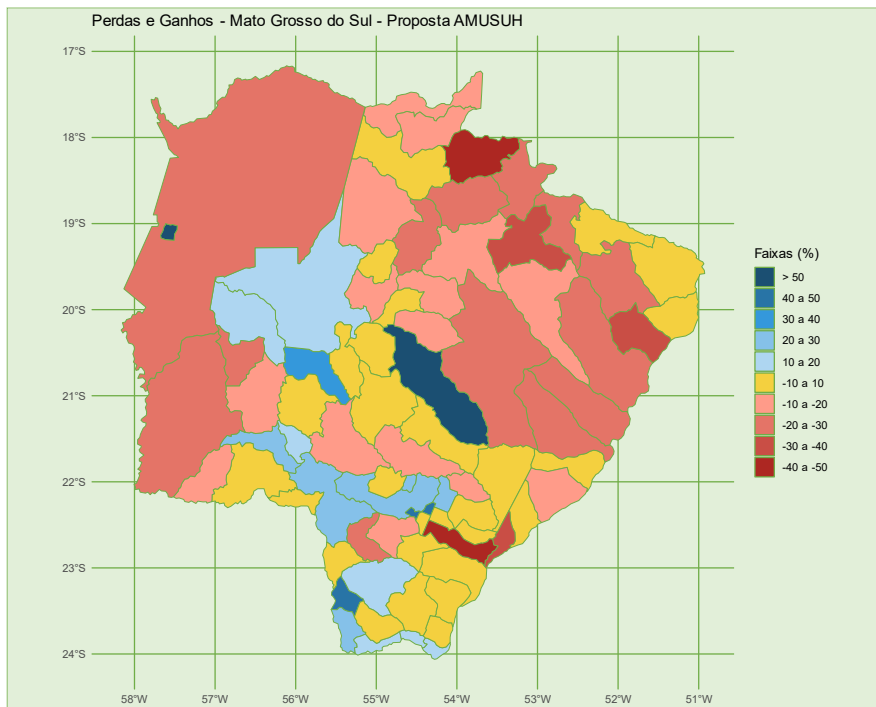 Perdas e Ganhos - Mato Grosso do Sul - Proposta AMUSUH
17°S
18°S
19°S
20°S
21°S
22°S
23°S
24°S
58°W 57°W 56°W 55°W 54°W 53°W 52°W 51°W
Faixas (%)
> 50
40 a 50
30 a 40
20 a 30
10 a 20
-10 a 10
-10 a -20
-20 a -30
-30 a -40
-40 a -50